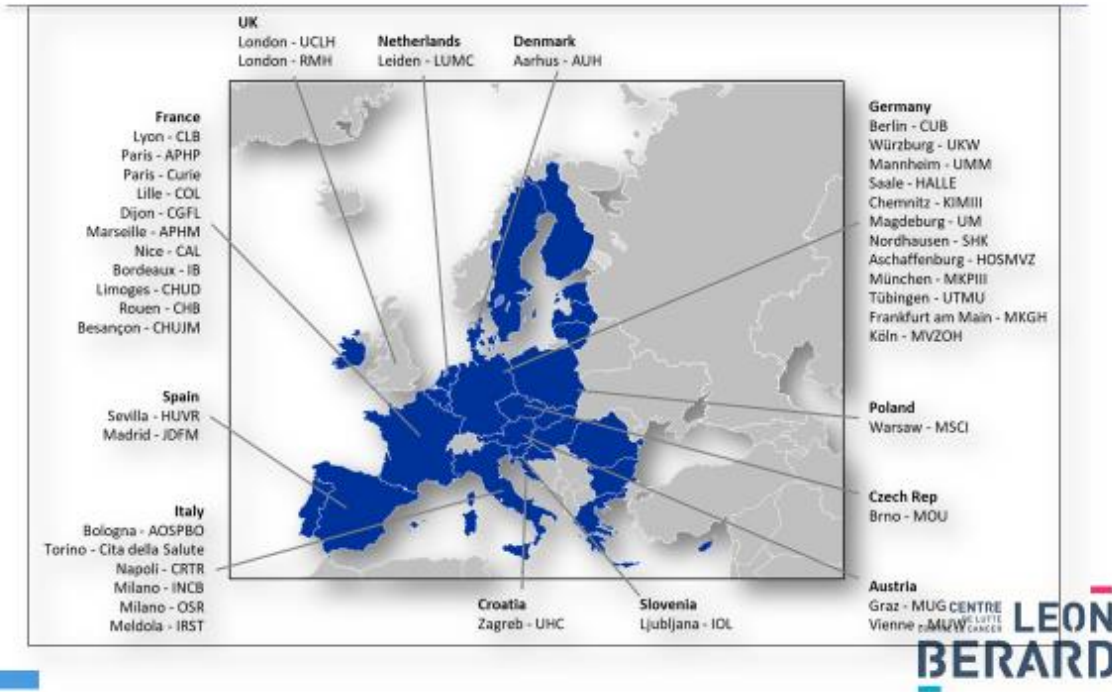 UK
London - UCLH
London - RMH
Netherlands
Leiden - LUMC
Denmark
Aarhus - AUH
France
Lyon - CLB
Paris - APHP
Paris - Curie
Lille - COL
Dijon - CGFL
Marseille - APHM
Nice - CAL
Bordeaux - IB
Limoges - CHUD
Rouen - CHB
Besançon - CHUJM
Germany
Berlin - CUB
Würzburg - UKW
Mannheim - UMM
Saale - HALLE
Chemnitz - KIMIII
Magdeburg - UM
Nordhausen - SHK
Aschaffenburg - HOSMVZ
München - MKPIII
Tübingen - UTMU
Frankfurt am Main - MKGH
Köln - MVZOH
Spain
Sevilla - HUVR
Madrid - JDFM
Poland
Warsaw - MSCI
Czech Rep
Brno - MOU
Italy
Bologna - AOSPBO
Torino - Cita della Salute
Napoli - CRTR
Milano - INCB
Milano - OSR
Meldola - IRST
Croatia
Zagreb - UHC
Slovenia
Ljubljana - IOL
Austria
Graz - MUG
Vienne - MUW
CENTRE
DE LUTTE
CANCER
LEON
BERARD